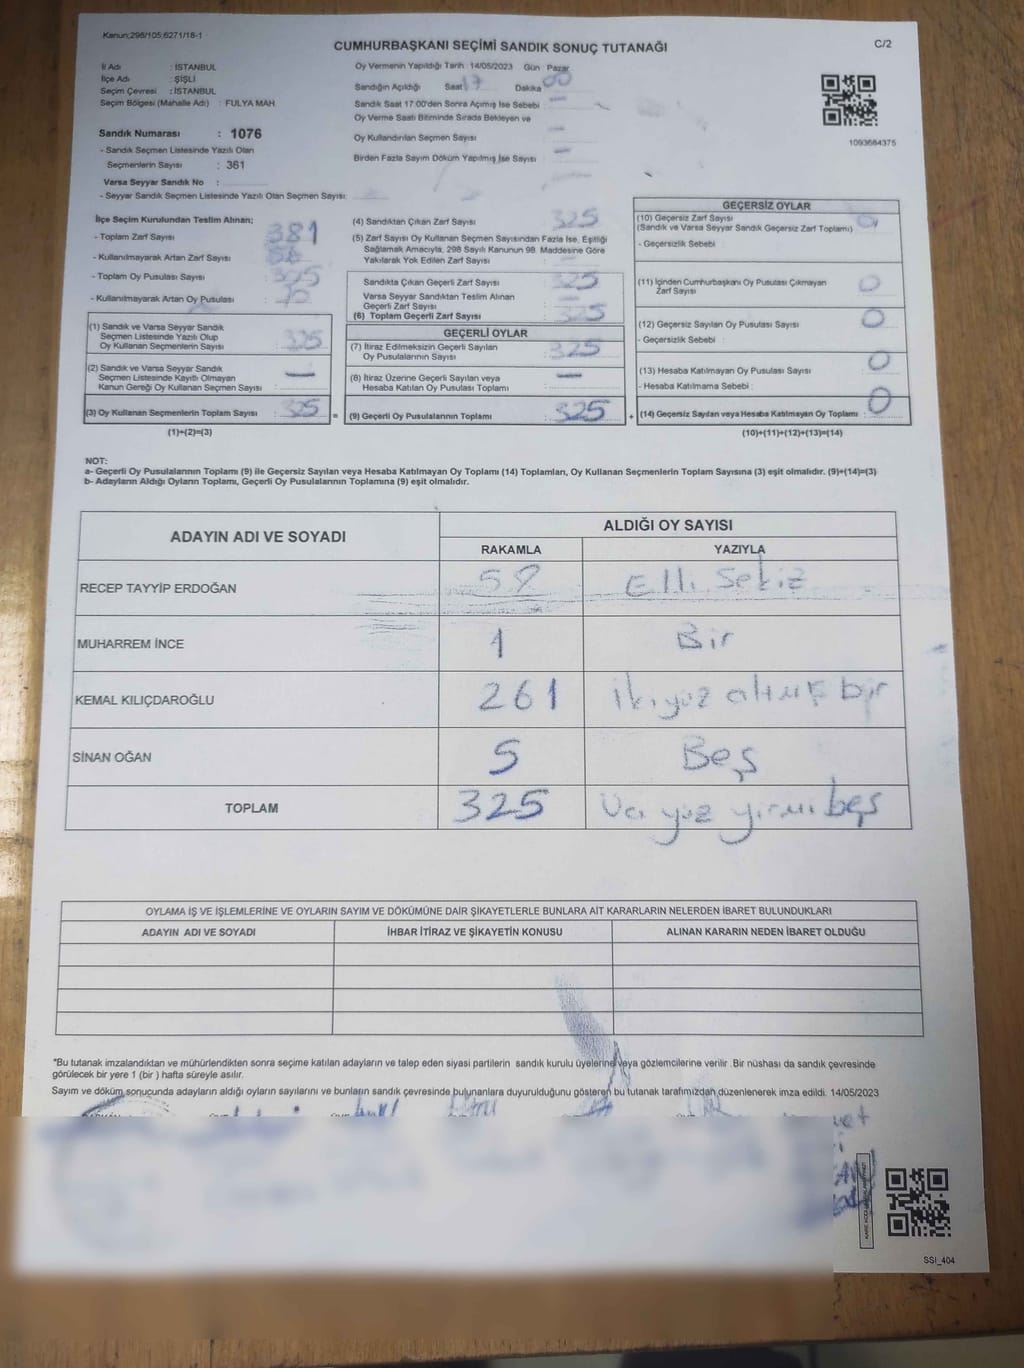 Kanun;298/105;6271/18-1
C/2
CUMHURBAŞKANI SEÇİMİ SANDIK SONUÇ TUTANAĞI
İl Adı : İSTANBUL
İlçe Adı : ŞİŞLİ
Seçim Çevresi : İSTANBUL
Seçim Bölgesi (Mahalle Adı) : FULYA MAH.
Sandık Numarası : 1076
- Sandık Seçmen Listesinde Yazılı Olan
Seçmenlerin Sayısı : 361
Varsa Seyyar Sandık No :
- Seyyar Sandık Seçmen Listesinde Yazılı Olan Seçmen Sayısı:
Oy Vermenin Yapıldığı Tarih :14/05/2023 Gün : Pazar
Sandığın Açıldığı Saat 17 Dakika 00
Sandık Saat 17:00'den Sonra Açılmış İse Sebebi : —
Oy Verme Saati Bitiminde Sırada Bekleyen ve
Oy Kullandırılan Seçmen Sayısı : —
Birden Fazla Sayım Döküm Yapılmış İse Sayısı : —
1093684375
İlçe Seçim Kurulundan Teslim Alınan;
- Toplam Zarf Sayısı : 381
- Kullanılmayarak Artan Zarf Sayısı :
- Toplam Oy Pusulası Sayısı :
- Kullanılmayarak Artan Oy Pusulası :
(1) Sandık ve Varsa Seyyar Sandık
Seçmen Listesinde Yazılı Olup
Oy Kullanan Seçmenlerin Sayısı : 325
(2) Sandık ve Varsa Seyyar Sandık
Seçmen Listesinde Kayıtlı Olmayan
Kanun Gereği Oy Kullanan Seçmen Sayısı : —
(3) Oy Kullanan Seçmenlerin Toplam Sayısı : 325
(1)+(2)=(3)
(4) Sandıktan Çıkan Zarf Sayısı : 325
(5) Zarf Sayısı Oy Kullanan Seçmen Sayısından Fazla İse, Eşitliği
Sağlamak Amacıyla, 298 Sayılı Kanunun 98. Maddesine Göre
Yakılarak Yok Edilen Zarf Sayısı : —
Sandıkta Çıkan Geçerli Zarf Sayısı : 325
Varsa Seyyar Sandıktan Teslim Alınan
Geçerli Zarf Sayısı : —
(6) Toplam Geçerli Zarf Sayısı : 325
GEÇERLİ OYLAR
(7) İtiraz Edilmeksizin Geçerli Sayılan
Oy Pusulalarının Sayısı : 325
(8) İtiraz Üzerine Geçerli Sayılan veya
Hesaba Katılan Oy Pusulası Toplamı : —
= (9) Geçerli Oy Pusulalarının Toplamı : 325
GEÇERSİZ OYLAR
(10) Geçersiz Zarf Sayısı : 0
(Sandık ve Varsa Seyyar Sandık Geçersiz Zarf Toplamı)
- Geçersizlik Sebebi :
(11) İçinden Cumhurbaşkanı Oy Pusulası Çıkmayan
Zarf Sayısı : 0
(12) Geçersiz Sayılan Oy Pusulası Sayısı : 0
- Geçersizlik Sebebi :
(13) Hesaba Katılmayan Oy Pusulası Sayısı : 0
- Hesaba Katılmama Sebebi :
+ (14) Geçersiz Sayılan veya Hesaba Katılmayan Oy Toplamı : 0
(10)+(11)+(12)+(13)=(14)
NOT:
a- Geçerli Oy Pusulalarının Toplamı (9) ile Geçersiz Sayılan veya Hesaba Katılmayan Oy Toplamı (14) Toplamları, Oy Kullanan Seçmenlerin Toplam Sayısına (3) eşit olmalıdır. (9)+(14)=(3)
b- Adayların Aldığı Oyların Toplamı, Geçerli Oy Pusulalarının Toplamına (9) eşit olmalıdır.
ADAYIN ADI VE SOYADI ALDIĞI OY SAYISI
RAKAMLA YAZIYLA
RECEP TAYYİP ERDOĞAN 58 Elli Sekiz
MUHARREM İNCE 1 Bir
KEMAL KILIÇDAROĞLU 261 ikiyüz altmış bir
SİNAN OĞAN 5 Beş
TOPLAM 325 Üç yüz yirmi beş
OYLAMA İŞ VE İŞLEMLERİNE VE OYLARIN SAYIM VE DÖKÜMÜNE DAİR ŞİKAYETLERLE BUNLARA AİT KARARLARIN NELERDEN İBARET BULUNDUKLARI
ADAYIN ADI VE SOYADI İHBAR İTİRAZ VE ŞİKAYETİN KONUSU ALINAN KARARIN NEDEN İBARET OLDUĞU
*Bu tutanak imzalandıktan ve mühürlendikten sonra seçime katılan adayların ve talep eden siyasi partilerin sandık kurulu üyelerine veya gözlemcilerine verilir. Bir nüshası da sandık çevresinde
görülecek bir yere 1 (bir) hafta süreyle asılır.
Sayım ve döküm sonucunda adayların aldığı oyların sayılarını ve bunların sandık çevresinde bulunanlara duyurulduğunu gösteren bu tutanak tarafımızdan düzenlenerek imza edildi. 14/05/2023
SSI_404